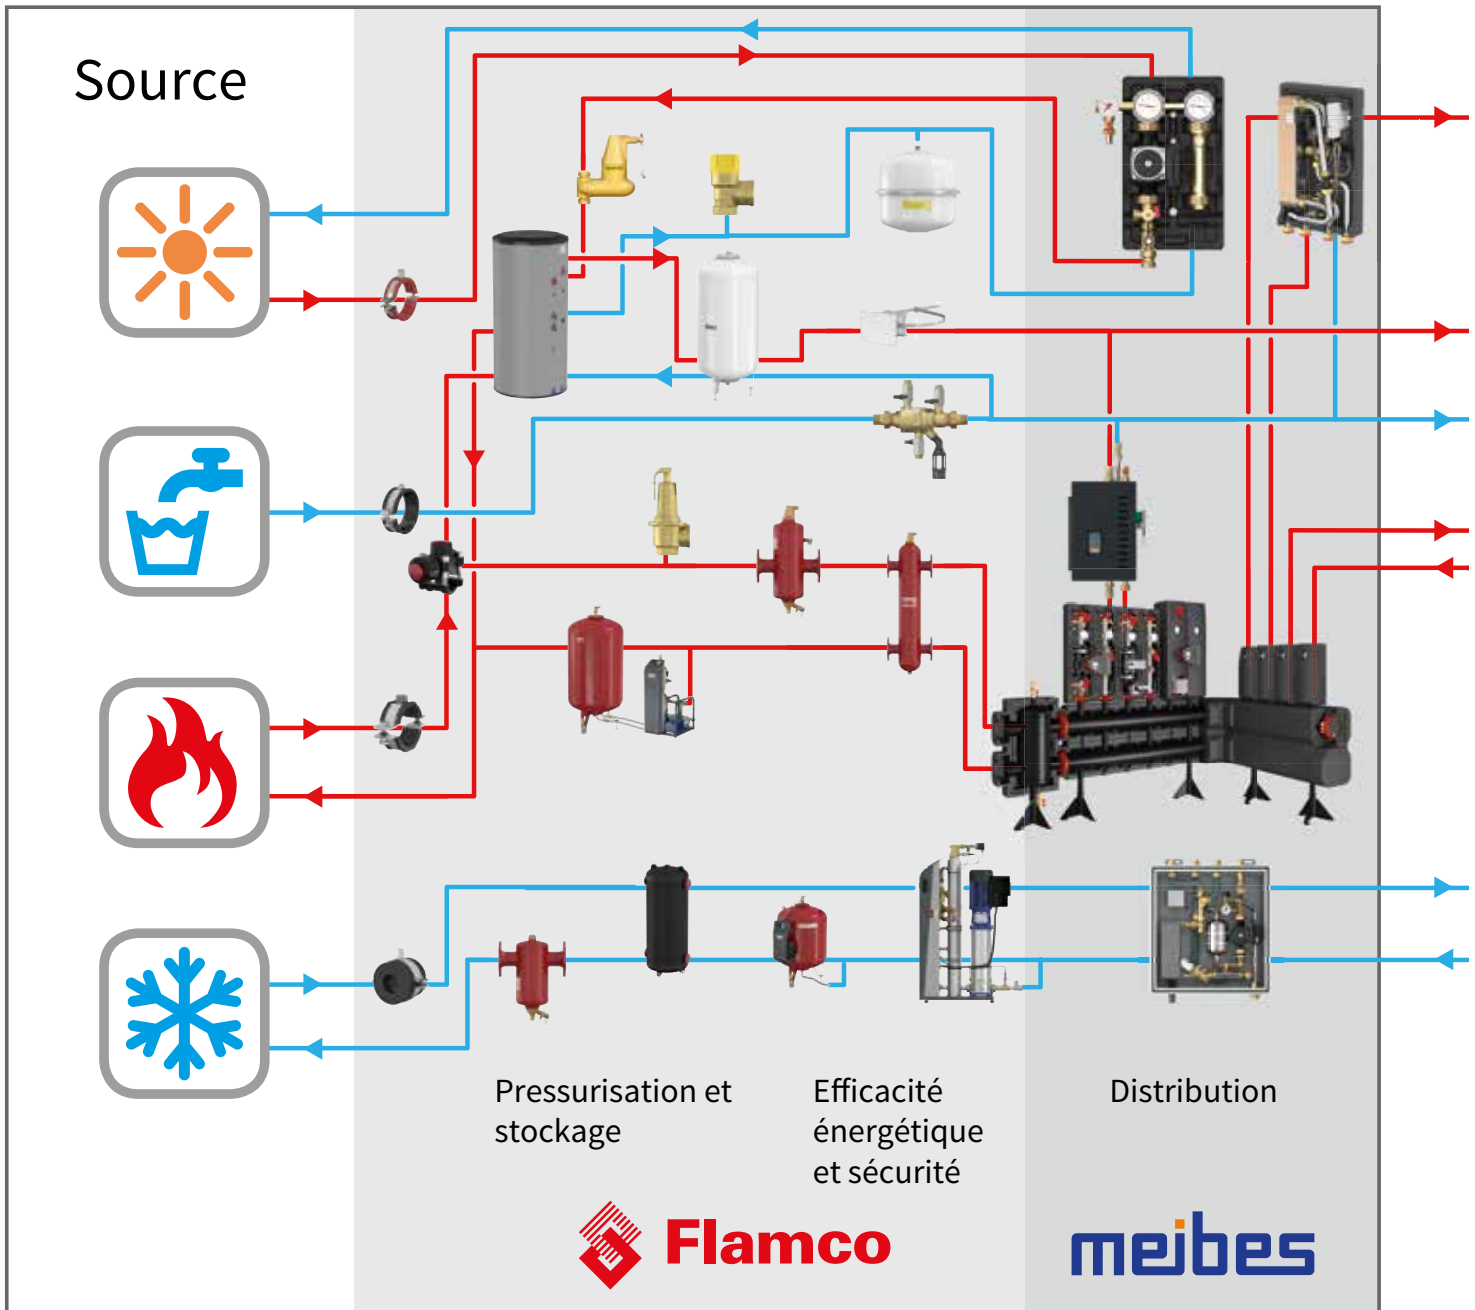 Source
Pressurisation et
stockage
Efficacité
énergétique
et sécurité
Distribution
Flamco
meibes